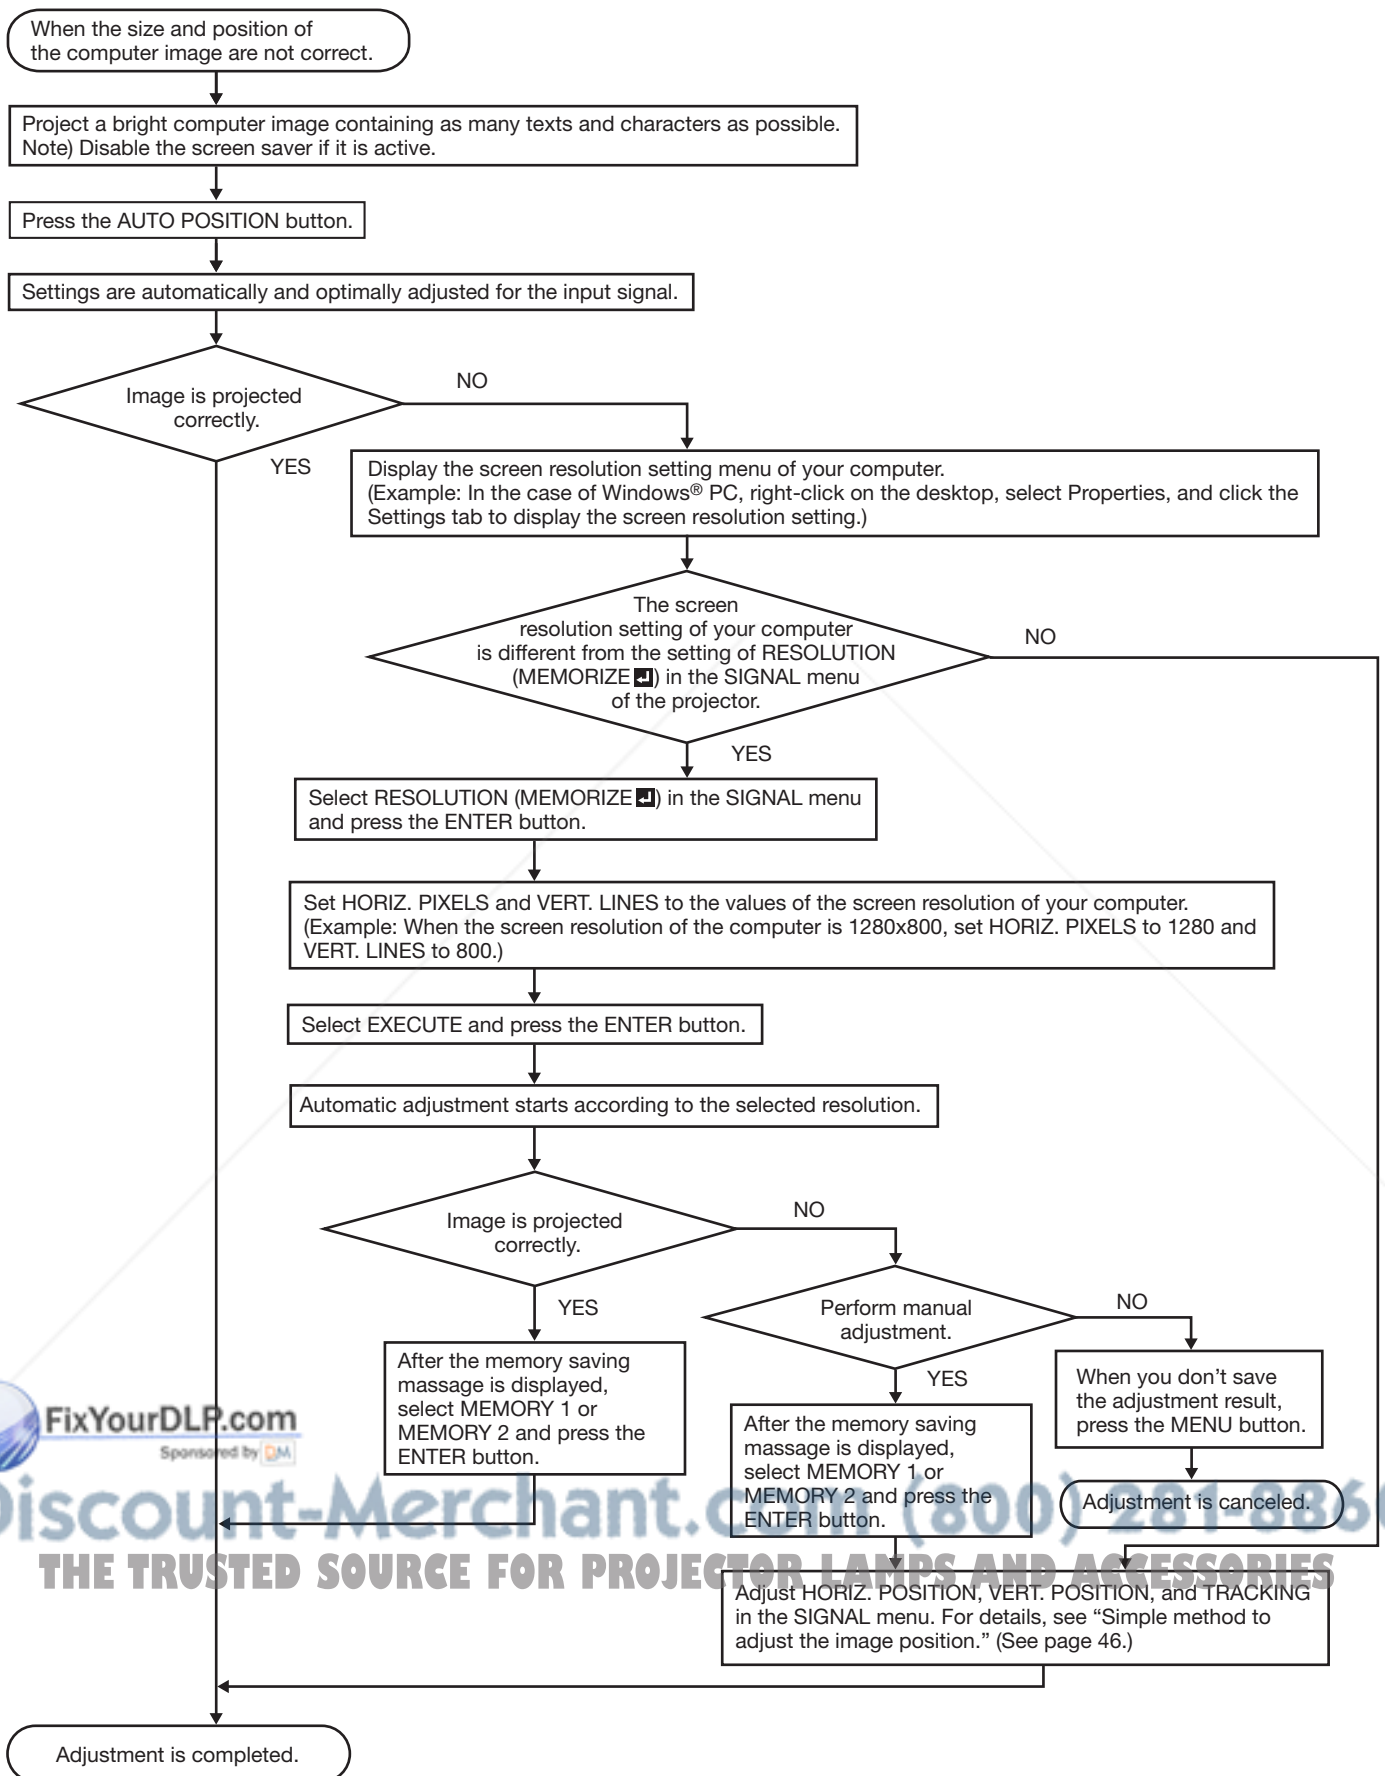 When the size and position of
the computer image are not correct.
Project a bright computer image containing as many texts and characters as possible.
Note) Disable the screen saver if it is active.
Press the AUTO POSITION button.
Settings are automatically and optimally adjusted for the input signal.
Image is projected
correctly.
NO
YES
Display the screen resolution setting menu of your computer.
(Example: In the case of Windows® PC, right-click on the desktop, select Properties, and click the
Settings tab to display the screen resolution setting.)
The screen
resolution setting of your computer
is different from the setting of RESOLUTION
(MEMORIZE ↵) in the SIGNAL menu
of the projector.
NO
YES
Select RESOLUTION (MEMORIZE ↵) in the SIGNAL menu
and press the ENTER button.
Set HORIZ. PIXELS and VERT. LINES to the values of the screen resolution of your computer.
(Example: When the screen resolution of the computer is 1280x800, set HORIZ. PIXELS to 1280 and
VERT. LINES to 800.)
Select EXECUTE and press the ENTER button.
Automatic adjustment starts according to the selected resolution.
Image is projected
correctly.
NO
YES
Perform manual
adjustment.
NO
YES
After the memory saving
massage is displayed,
select MEMORY 1 or
MEMORY 2 and press the
ENTER button.
After the memory saving
massage is displayed,
select MEMORY 1 or
MEMORY 2 and press the
ENTER button.
When you don’t save
the adjustment result,
press the MENU button.
Adjustment is canceled.
FixYourDLP.com
Sponsored by DM
Discount-Merchant.com (800) 281-8860
THE TRUSTED SOURCE FOR PROJECTOR LAMPS AND ACCESSORIES
Adjust HORIZ. POSITION, VERT. POSITION, and TRACKING
in the SIGNAL menu. For details, see “Simple method to
adjust the image position.” (See page 46.)
Adjustment is completed.